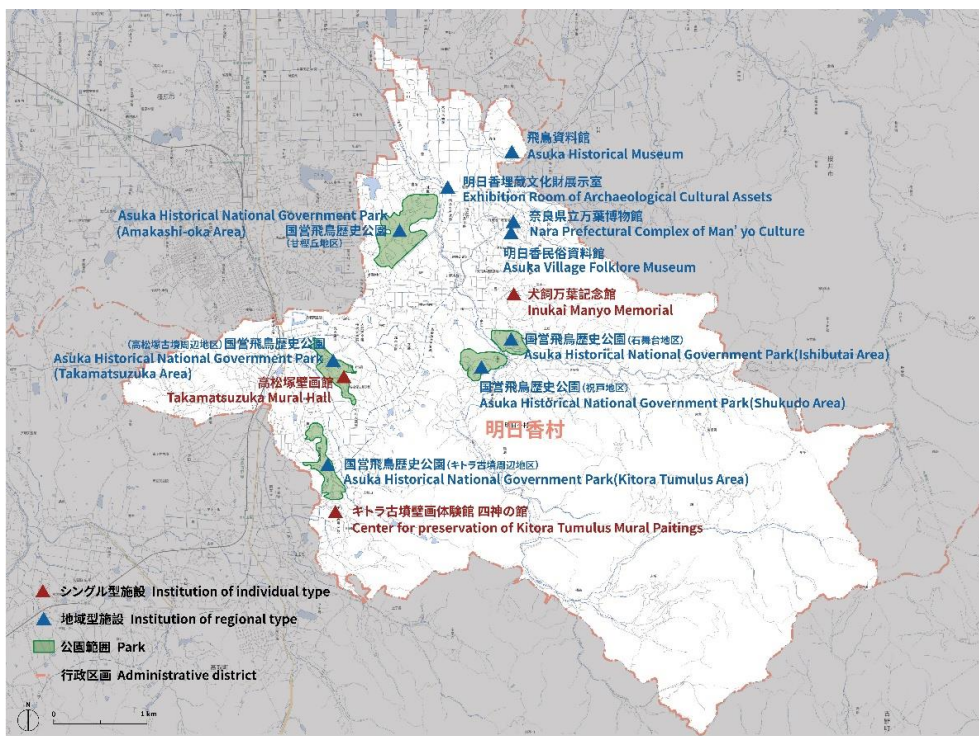 飛鳥資料館
Asuka Historical Museum
明日香埋蔵文化財展示室
Exhibition Room of Archaeological Cultural Assets
Asuka Historical National Government Park
(Amakashi-oka Area)
国営飛鳥歴史公園
(甘樫丘地区)
奈良県立万葉博物館
Nara Prefectural Complex of Man' yo Culture
明日香民俗資料館
Asuka Village Folklore Museum
犬飼万葉記念館
Inukai Manyo Memorial
(高松塚古墳周辺地区)国営飛鳥歴史公園
Asuka Historical National Government Park
(Takamatsuzuka Area)
国営飛鳥歴史公園(石舞台地区)
Asuka Historical National Government Park(Ishibutai Area)
高松塚壁画館
Takamatsuzuka Mural Hall
国営飛鳥歴史公園(祝戸地区)
Asuka Historical National Government Park(Shukudo Area)
明日香村
国営飛鳥歴史公園(キトラ古墳周辺地区)
Asuka Historical National Government Park(Kitora Tumulus Area)
キトラ古墳壁画体験館 四神の館
Center for preservation of Kitora Tumulus Mural Paitings
シングル型施設 Institution of individual type
地域型施設 Institution of regional type
公園範囲 Park
行政区画 Administrative district
N
0 1 km